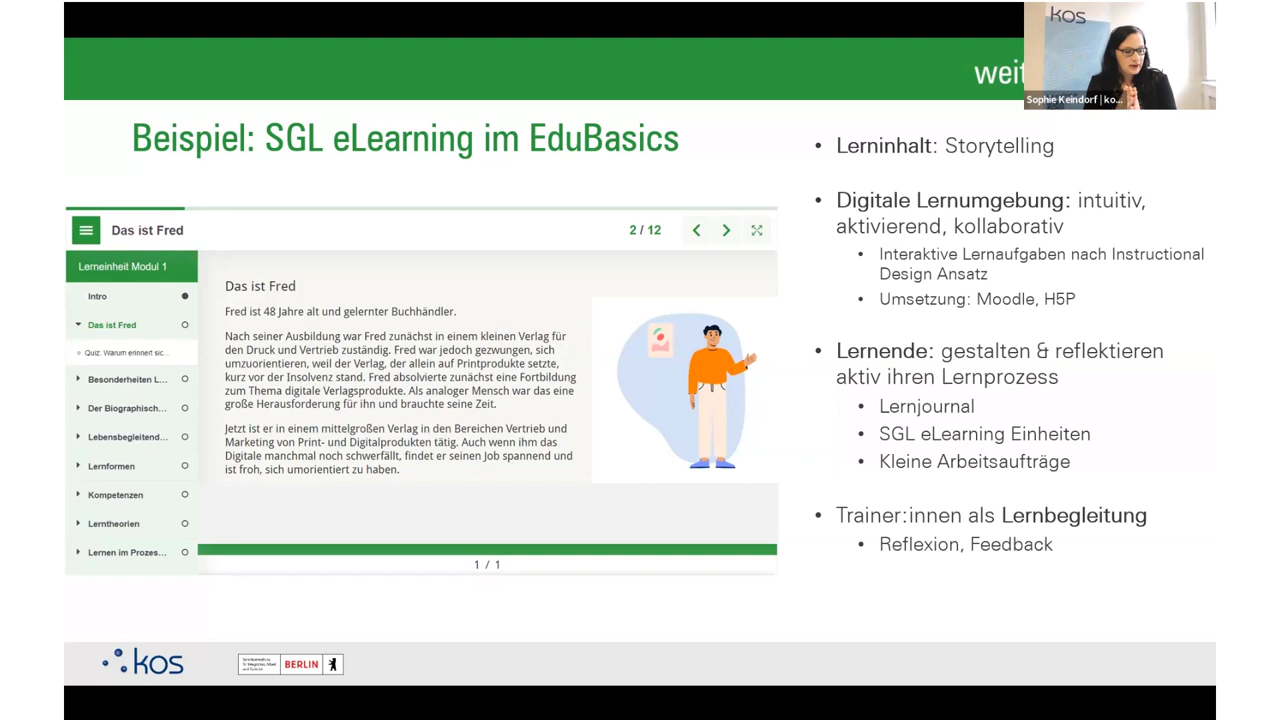 kos
weit
Sophie Keindorf | ko...
Beispiel: SGL eLearning im EduBasics
Das ist Fred
2 / 12
Lerneinheit Modul 1
Intro
Das ist Fred
Quiz: Warum erinnert sic...
Besonderheiten L...
Der Biographisch...
Lebensbegleitend...
Lernformen
Kompetenzen
Lerntheorien
Lernen im Prozes...
Das ist Fred
Fred ist 48 Jahre alt und gelernter Buchhändler.
Nach seiner Ausbildung war Fred zunächst in einem kleinen Verlag für
den Druck und Vertrieb zuständig. Fred war jedoch gezwungen, sich
umzuorientieren, weil der Verlag, der allein auf Printprodukte setzte,
kurz vor der Insolvenz stand. Fred absolvierte zunächst eine Fortbildung
zum Thema digitale Verlagsprodukte. Als analoger Mensch war das eine
große Herausforderung für ihn und brauchte seine Zeit.
Jetzt ist er in einem mittelgroßen Verlag in den Bereichen Vertrieb und
Marketing von Print- und Digitalprodukten tätig. Auch wenn ihm das
Digitale manchmal noch schwerfällt, findet er seinen Job spannend und
ist froh, sich umorientiert zu haben.
1 / 1
• Lerninhalt: Storytelling
• Digitale Lernumgebung: intuitiv,
aktivierend, kollaborativ
• Interaktive Lernaufgaben nach Instructional
Design Ansatz
• Umsetzung: Moodle, H5P
• Lernende: gestalten & reflektieren
aktiv ihren Lernprozess
• Lernjournal
• SGL eLearning Einheiten
• Kleine Arbeitsaufträge
• Trainer:innen als Lernbegleitung
• Reflexion, Feedback
kos
BERLIN